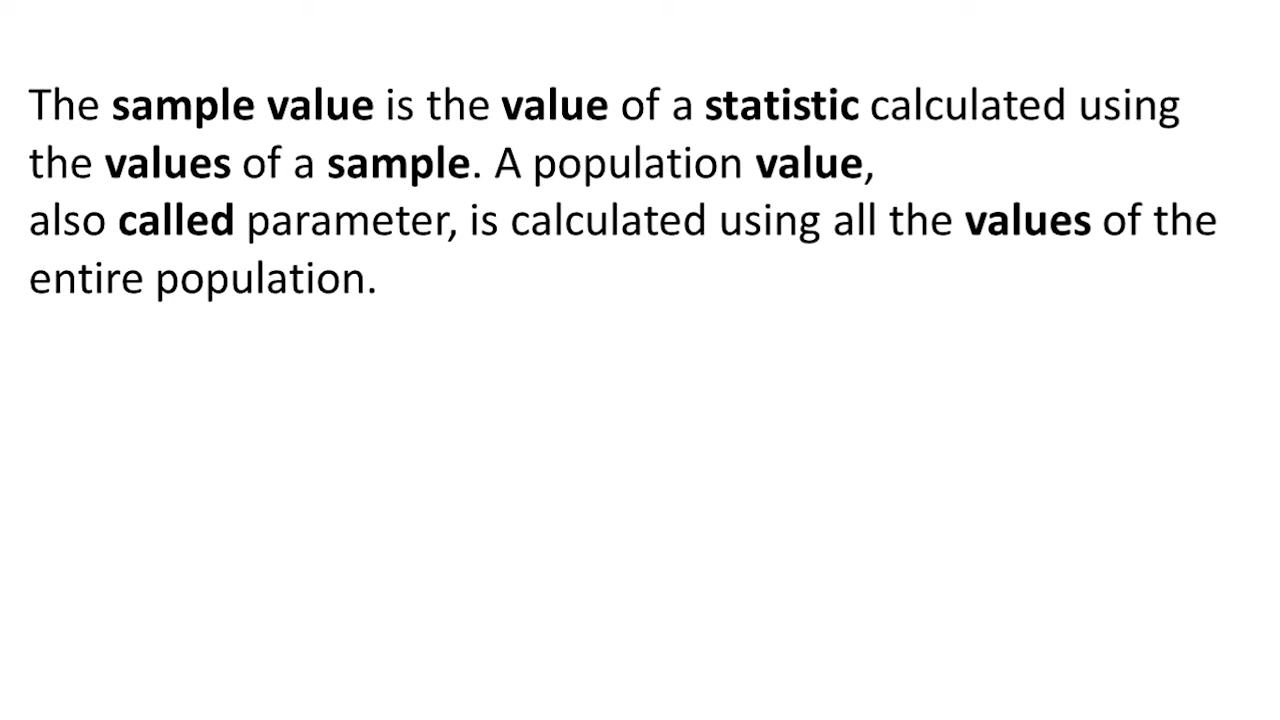 The sample value is the value of a statistic calculated using
the values of a sample. A population value,
also called parameter, is calculated using all the values of the
entire population.